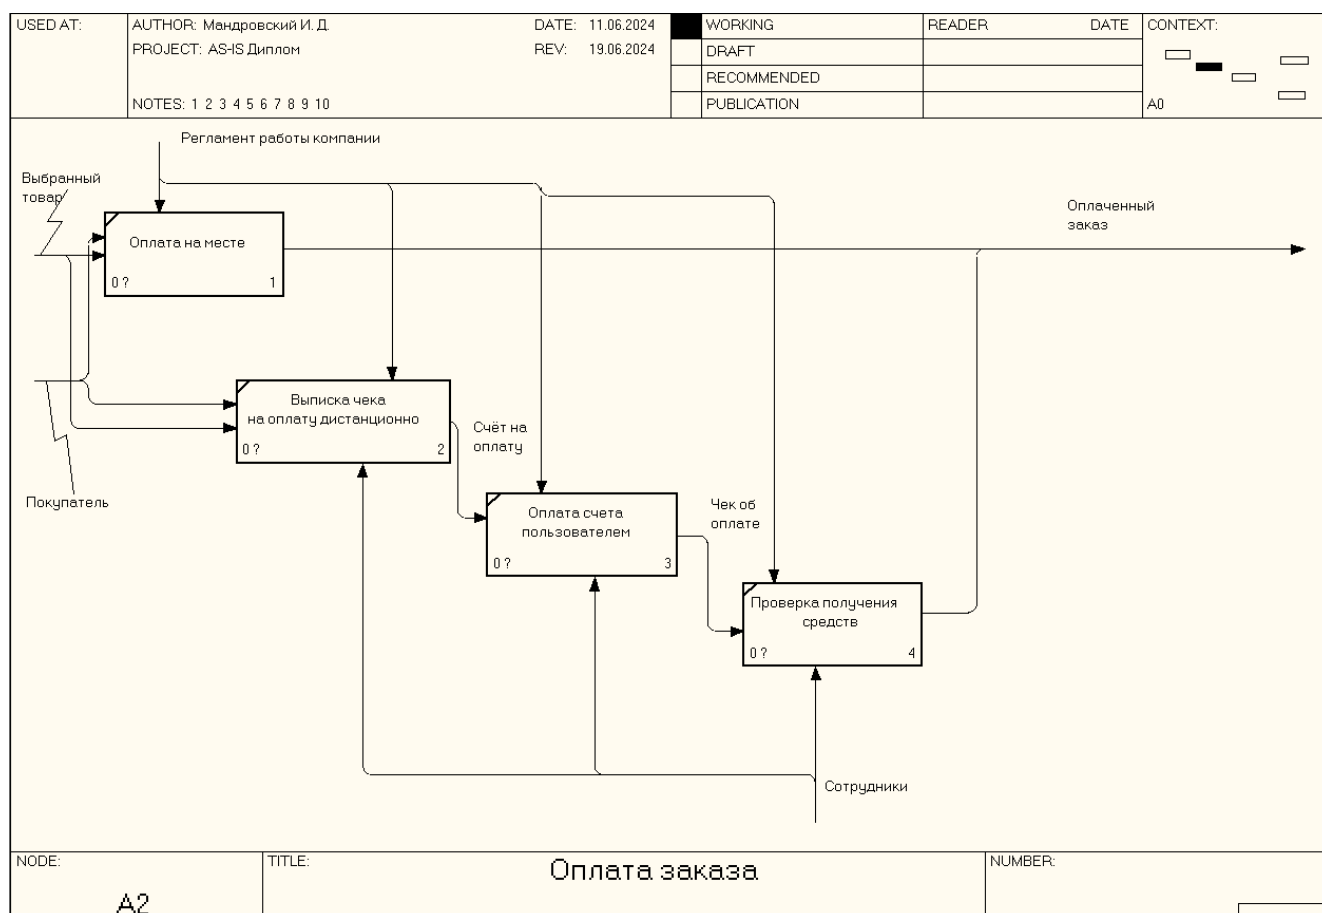 USED AT:
AUTHOR: Мандровский И. Д.
DATE: 11.06.2024
PROJECT: AS-IS Диплом
REV: 19.06.2024
NOTES: 1 2 3 4 5 6 7 8 9 10
WORKING
DRAFT
RECOMMENDED
PUBLICATION
READER DATE
CONTEXT:
A0
Регламент работы компании
Выбранный
товар
Оплата на месте
0 ? 1
Оплаченный
заказ
Выписка чека
на оплату дистанционно
0 ? 2
Счёт на
оплату
Покупатель
Оплата счета
пользователем
0 ? 3
Чек об
оплате
Проверка получения
средств
0 ? 4
Сотрудники
NODE:
A2
TITLE:
Оплата заказа
NUMBER: